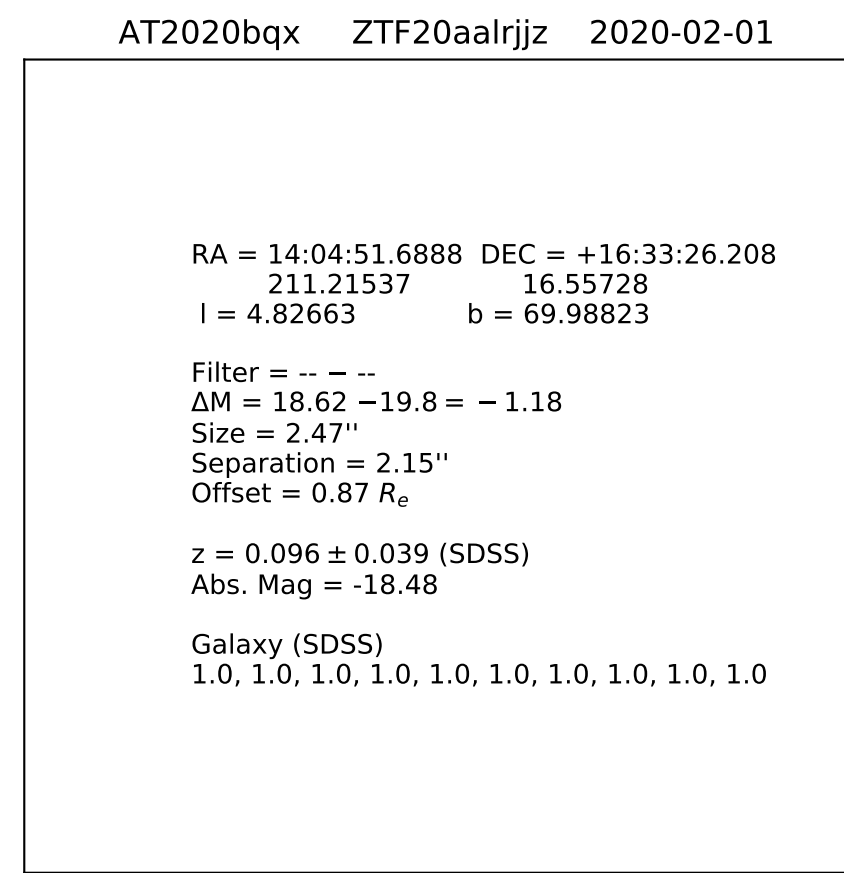 AT2020bqx ZTF20aalrjjz 2020-02-01
RA = 14:04:51.6888 DEC = +16:33:26.208
211.21537 16.55728
l = 4.82663 b = 69.98823
Filter = -- − --
ΔM = 18.62 −19.8 = − 1.18
Size = 2.47''
Separation = 2.15''
Offset = 0.87 Re
z = 0.096 ± 0.039 (SDSS)
Abs. Mag = -18.48
Galaxy (SDSS)
1.0, 1.0, 1.0, 1.0, 1.0, 1.0, 1.0, 1.0, 1.0, 1.0